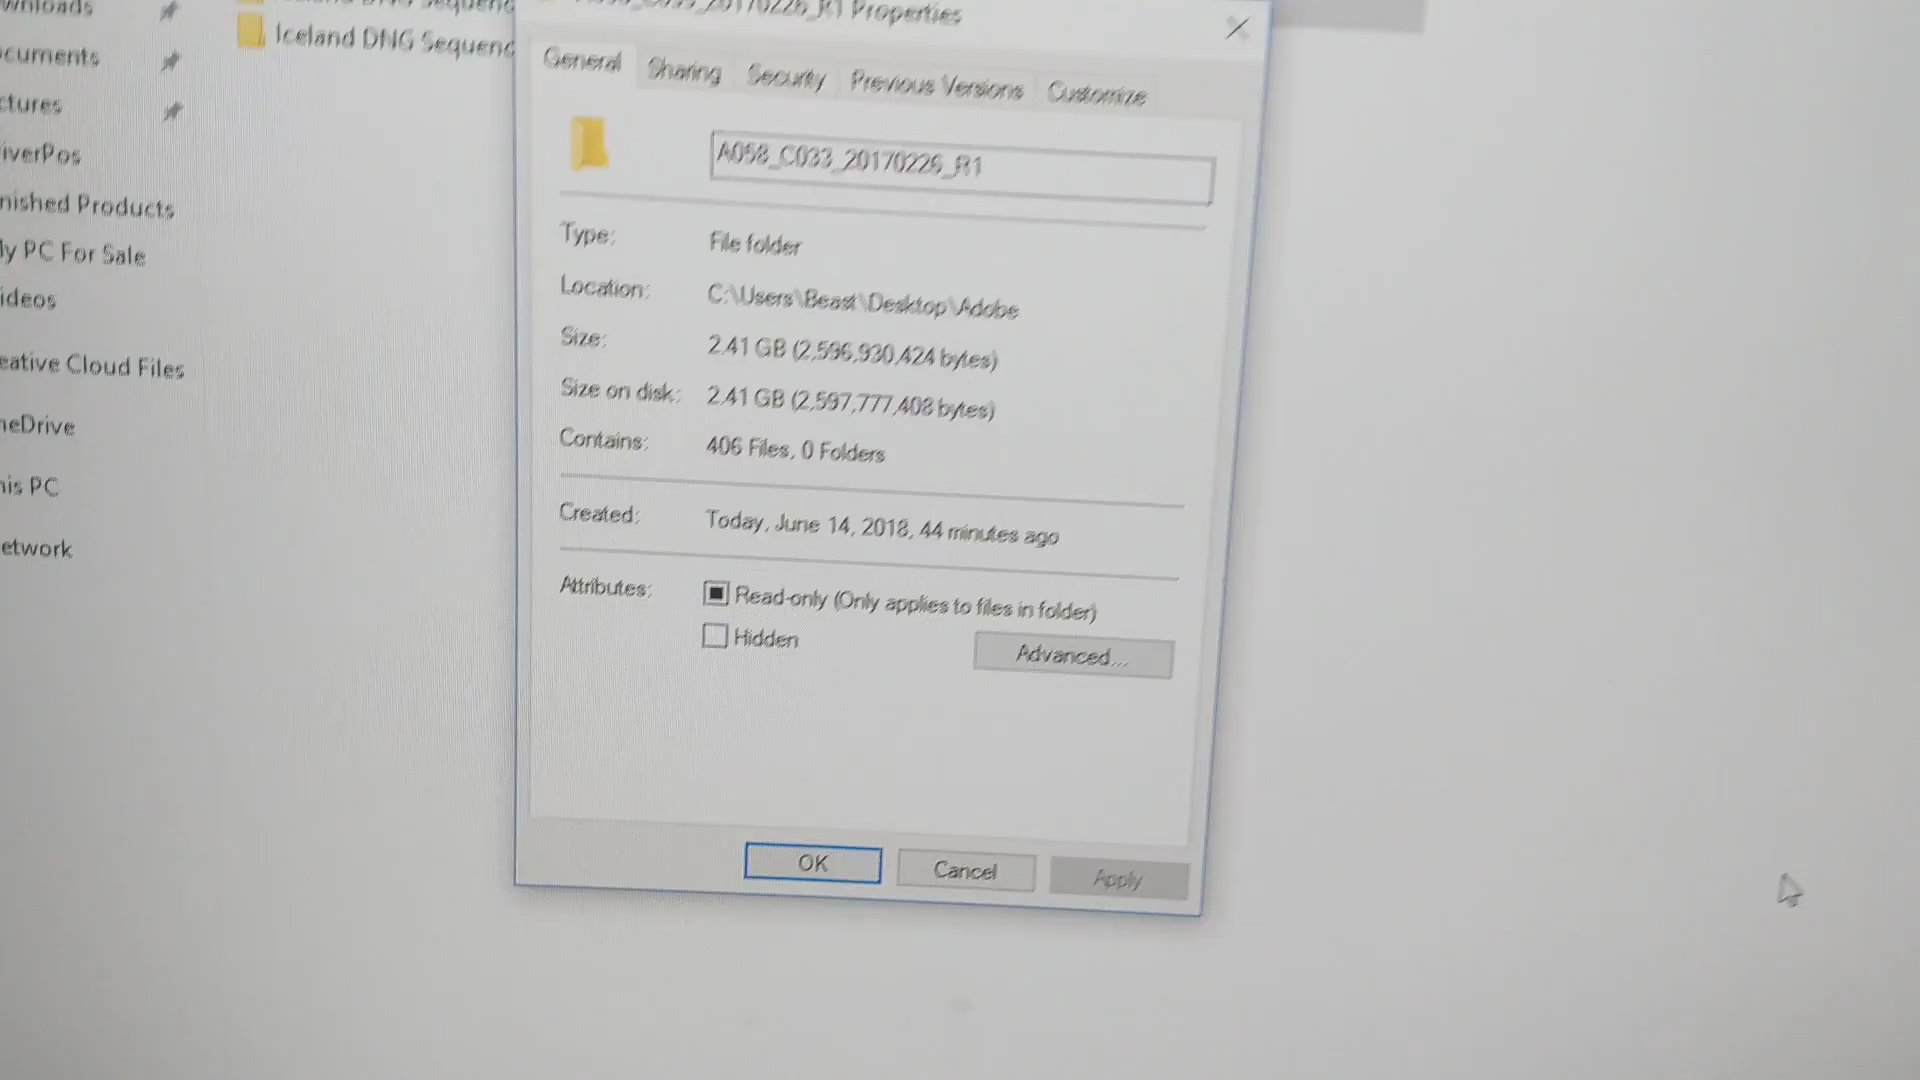 Iceland DNG Sequenc
Properties
General Sharing Security Previous Versions Customize
A058_C033_20170226_R1
Type: File folder
Location: C:\Users\Beast\Desktop\Adobe
Size: 2.41 GB (2,596,930,424 bytes)
Size on disk: 2.41 GB (2,597,777,408 bytes)
Contains: 406 Files, 0 Folders
Created: Today, June 14, 2018, 44 minutes ago
Attributes: Read-only (Only applies to files in folder)
Hidden
Advanced...
OK Cancel Apply
wnloads
cuments
ctures
iverPos
nished Products
y PC For Sale
ideos
eative Cloud Files
neDrive
his PC
etwork